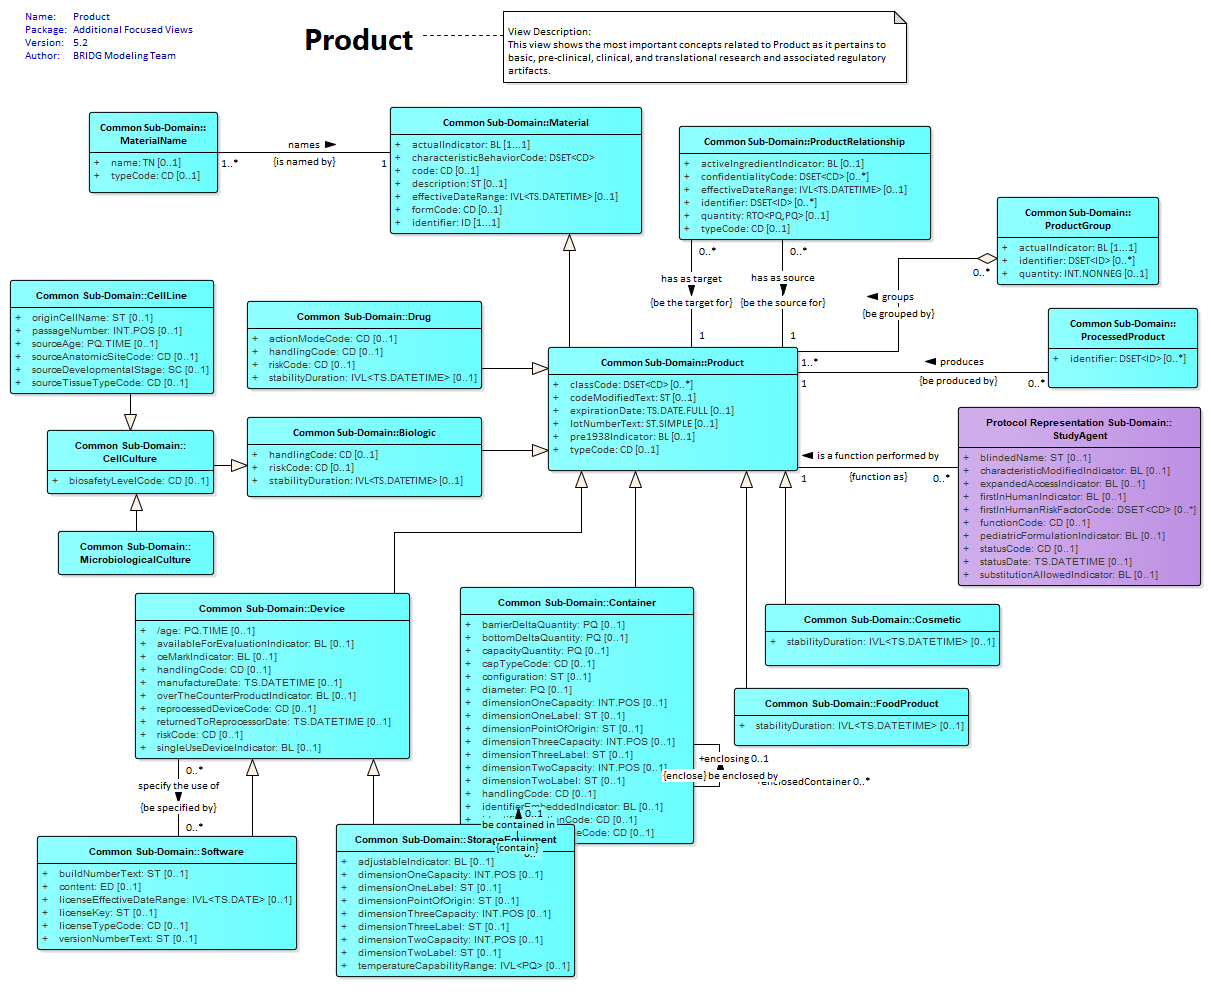 Name: Product
Package: Additional Focused Views
Version: 5.2
Author: BRIDG Modeling Team
Product
View Description:
This view shows the most important concepts related to Product as it pertains to
basic, pre-clinical, clinical, and translational research and associated regulatory
artifacts.
Common Sub-Domain::
MaterialName
+ name: TN [0..1]
+ typeCode: CD [0..1]
names
{is named by}
1..*
1
Common Sub-Domain::Material
+ actualIndicator: BL [1...1]
+ characteristicBehaviorCode: DSET<CD>
+ code: CD [0..1]
+ description: ST [0..1]
+ effectiveDateRange: IVL<TS.DATETIME> [0..1]
+ formCode: CD [0..1]
+ identifier: ID [1...1]
Common Sub-Domain::ProductRelationship
+ activeIngredientIndicator: BL [0..1]
+ confidentialityCode: DSET<CD> [0..*]
+ effectiveDateRange: IVL<TS.DATETIME> [0..1]
+ identifier: DSET<ID> [0..*]
+ quantity: RTO<PQ,PQ> [0..1]
+ typeCode: CD [0..1]
Common Sub-Domain::
ProductGroup
+ actualIndicator: BL [1...1]
+ identifier: DSET<ID> [0..*]
+ quantity: INT.NONNEG [0..1]
0..*
groups
{be grouped by}
1..*
0..*
has as target
{be the target for}
1
0..*
has as source
{be the source for}
1
Common Sub-Domain::
ProcessedProduct
+ identifier: DSET<ID> [0..*]
produces
{be produced by}
1
0..*
Common Sub-Domain::CellLine
+ originCellName: ST [0..1]
+ passageNumber: INT.POS [0..1]
+ sourceAge: PQ.TIME [0..1]
+ sourceAnatomicSiteCode: CD [0..1]
+ sourceDevelopmentalStage: SC [0..1]
+ sourceTissueTypeCode: CD [0..1]
Common Sub-Domain::Drug
+ actionModeCode: CD [0..1]
+ handlingCode: CD [0..1]
+ riskCode: CD [0..1]
+ stabilityDuration: IVL<TS.DATETIME> [0..1]
Common Sub-Domain::Product
+ classCode: DSET<CD> [0..*]
+ codeModifiedText: ST [0..1]
+ expirationDate: TS.DATE.FULL [0..1]
+ lotNumberText: ST.SIMPLE [0..1]
+ pre1938Indicator: BL [0..1]
+ typeCode: CD [0..1]
Common Sub-Domain::
CellCulture
+ biosafetyLevelCode: CD [0..1]
Common Sub-Domain::Biologic
+ handlingCode: CD [0..1]
+ riskCode: CD [0..1]
+ stabilityDuration: IVL<TS.DATETIME> [0..1]
Common Sub-Domain::
MicrobiologicalCulture
is a function performed by
{function as}
1
0..*
Protocol Representation Sub-Domain::
StudyAgent
+ blindedName: ST [0..1]
+ characteristicModifiedIndicator: BL [0..1]
+ expandedAccessIndicator: BL [0..1]
+ firstInHumanIndicator: BL [0..1]
+ firstInHumanRiskFactorCode: DSET<CD> [0..*]
+ functionCode: CD [0..1]
+ pediatricFormulationIndicator: BL [0..1]
+ statusCode: CD [0..1]
+ statusDate: TS.DATETIME [0..1]
+ substitutionAllowedIndicator: BL [0..1]
Common Sub-Domain::Device
+ /age: PQ.TIME [0..1]
+ availableForEvaluationIndicator: BL [0..1]
+ ceMarkIndicator: BL [0..1]
+ handlingCode: CD [0..1]
+ manufactureDate: TS.DATETIME [0..1]
+ overTheCounterProductIndicator: BL [0..1]
+ reprocessedDeviceCode: CD [0..1]
+ returnedToReprocessorDate: TS.DATETIME [0..1]
+ riskCode: CD [0..1]
+ singleUseDeviceIndicator: BL [0..1]
Common Sub-Domain::Container
+ barrierDeltaQuantity: PQ [0..1]
+ bottomDeltaQuantity: PQ [0..1]
+ capacityQuantity: PQ [0..1]
+ capTypeCode: CD [0..1]
+ configuration: ST [0..1]
+ diameter: PQ [0..1]
+ dimensionOneCapacity: INT.POS [0..1]
+ dimensionOneLabel: ST [0..1]
+ dimensionPointOfOrigin: ST [0..1]
+ dimensionThreeCapacity: INT.POS [0..1]
+ dimensionThreeLabel: ST [0..1]
+ dimensionTwoCapacity: INT.POS [0..1]
+ dimensionTwoLabel: ST [0..1]
+ handlingCode: CD [0..1]
+ identifierEmbeddedIndicator: BL [0..1]
Code: CD [0..1]
Code: CD [0..1]
Common Sub-Domain::Cosmetic
+ stabilityDuration: IVL<TS.DATETIME> [0..1]
Common Sub-Domain::FoodProduct
+ stabilityDuration: IVL<TS.DATETIME> [0..1]
+enclosing 0..1
{enclose} be enclosed by
+enclosedContainer 0..*
0..*
specify the use of
{be specified by}
0..*
0..1
be contained in
{contain}
Common Sub-Domain::Software
+ buildNumberText: ST [0..1]
+ content: ED [0..1]
+ licenseEffectiveDateRange: IVL<TS.DATE> [0..1]
+ licenseKey: ST [0..1]
+ licenseTypeCode: CD [0..1]
+ versionNumberText: ST [0..1]
Common Sub-Domain::StorageEquipment
+ adjustableIndicator: BL [0..1]
+ dimensionOneCapacity: INT.POS [0..1]
+ dimensionOneLabel: ST [0..1]
+ dimensionPointOfOrigin: ST [0..1]
+ dimensionThreeCapacity: INT.POS [0..1]
+ dimensionThreeLabel: ST [0..1]
+ dimensionTwoCapacity: INT.POS [0..1]
+ dimensionTwoLabel: ST [0..1]
+ temperatureCapabilityRange: IVL<PQ> [0..1]